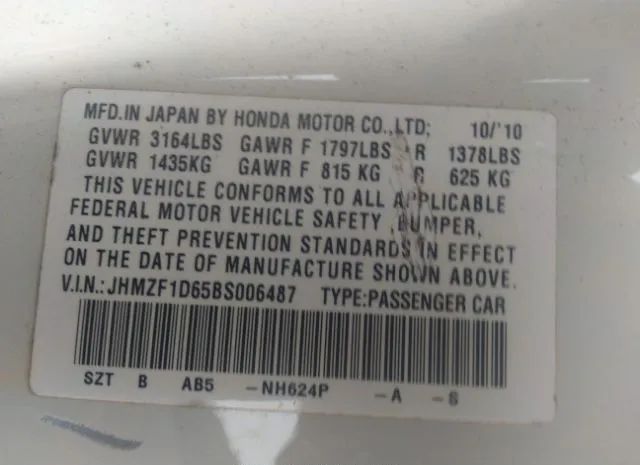 MFD.IN JAPAN BY HONDA MOTOR CO.,LTD; 10/'10
GVWR 3164LBS GAWR F 1797LBS R 1378LBS
GVWR 1435KG GAWR F 815 KG R 625 KG
THIS VEHICLE CONFORMS TO ALL APPLICABLE
FEDERAL MOTOR VEHICLE SAFETY ,BUMPER,
AND THEFT PREVENTION STANDARDS IN EFFECT
ON THE DATE OF MANUFACTURE SHOWN ABOVE.
V.I.N.:JHMZF1D65BS006487 TYPE:PASSENGER CAR
SZT B AB5 -NH624P -A -S